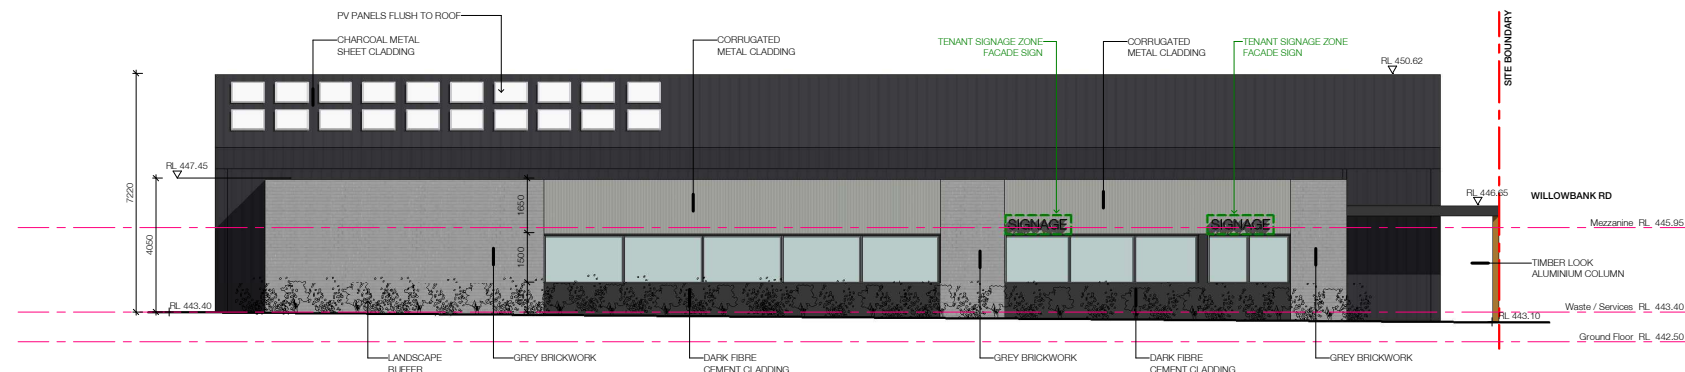 PV PANELS FLUSH TO ROOF
CHARCOAL METAL
SHEET CLADDING
CORRUGATED
METAL CLADDING
TENANT SIGNAGE ZONE
FACADE SIGN
CORRUGATED
METAL CLADDING
TENANT SIGNAGE ZONE
FACADE SIGN
SITE BOUNDARY
RL 450.62
RL 447.45
7220
4050
1650
1500
SIGNAGE
SIGNAGE
RL 446.65
WILLOWBANK RD
Mezzanine RL 445.95
TIMBER LOOK
ALUMINIUM COLUMN
RL 443.40
Waste / Services RL 443.40
RL 443.10
Ground Floor RL 442.50
LANDSCAPE
BUFFER
GREY BRICKWORK
DARK FIBRE
CEMENT CLADDING
GREY BRICKWORK
DARK FIBRE
CEMENT CLADDING
GREY BRICKWORK